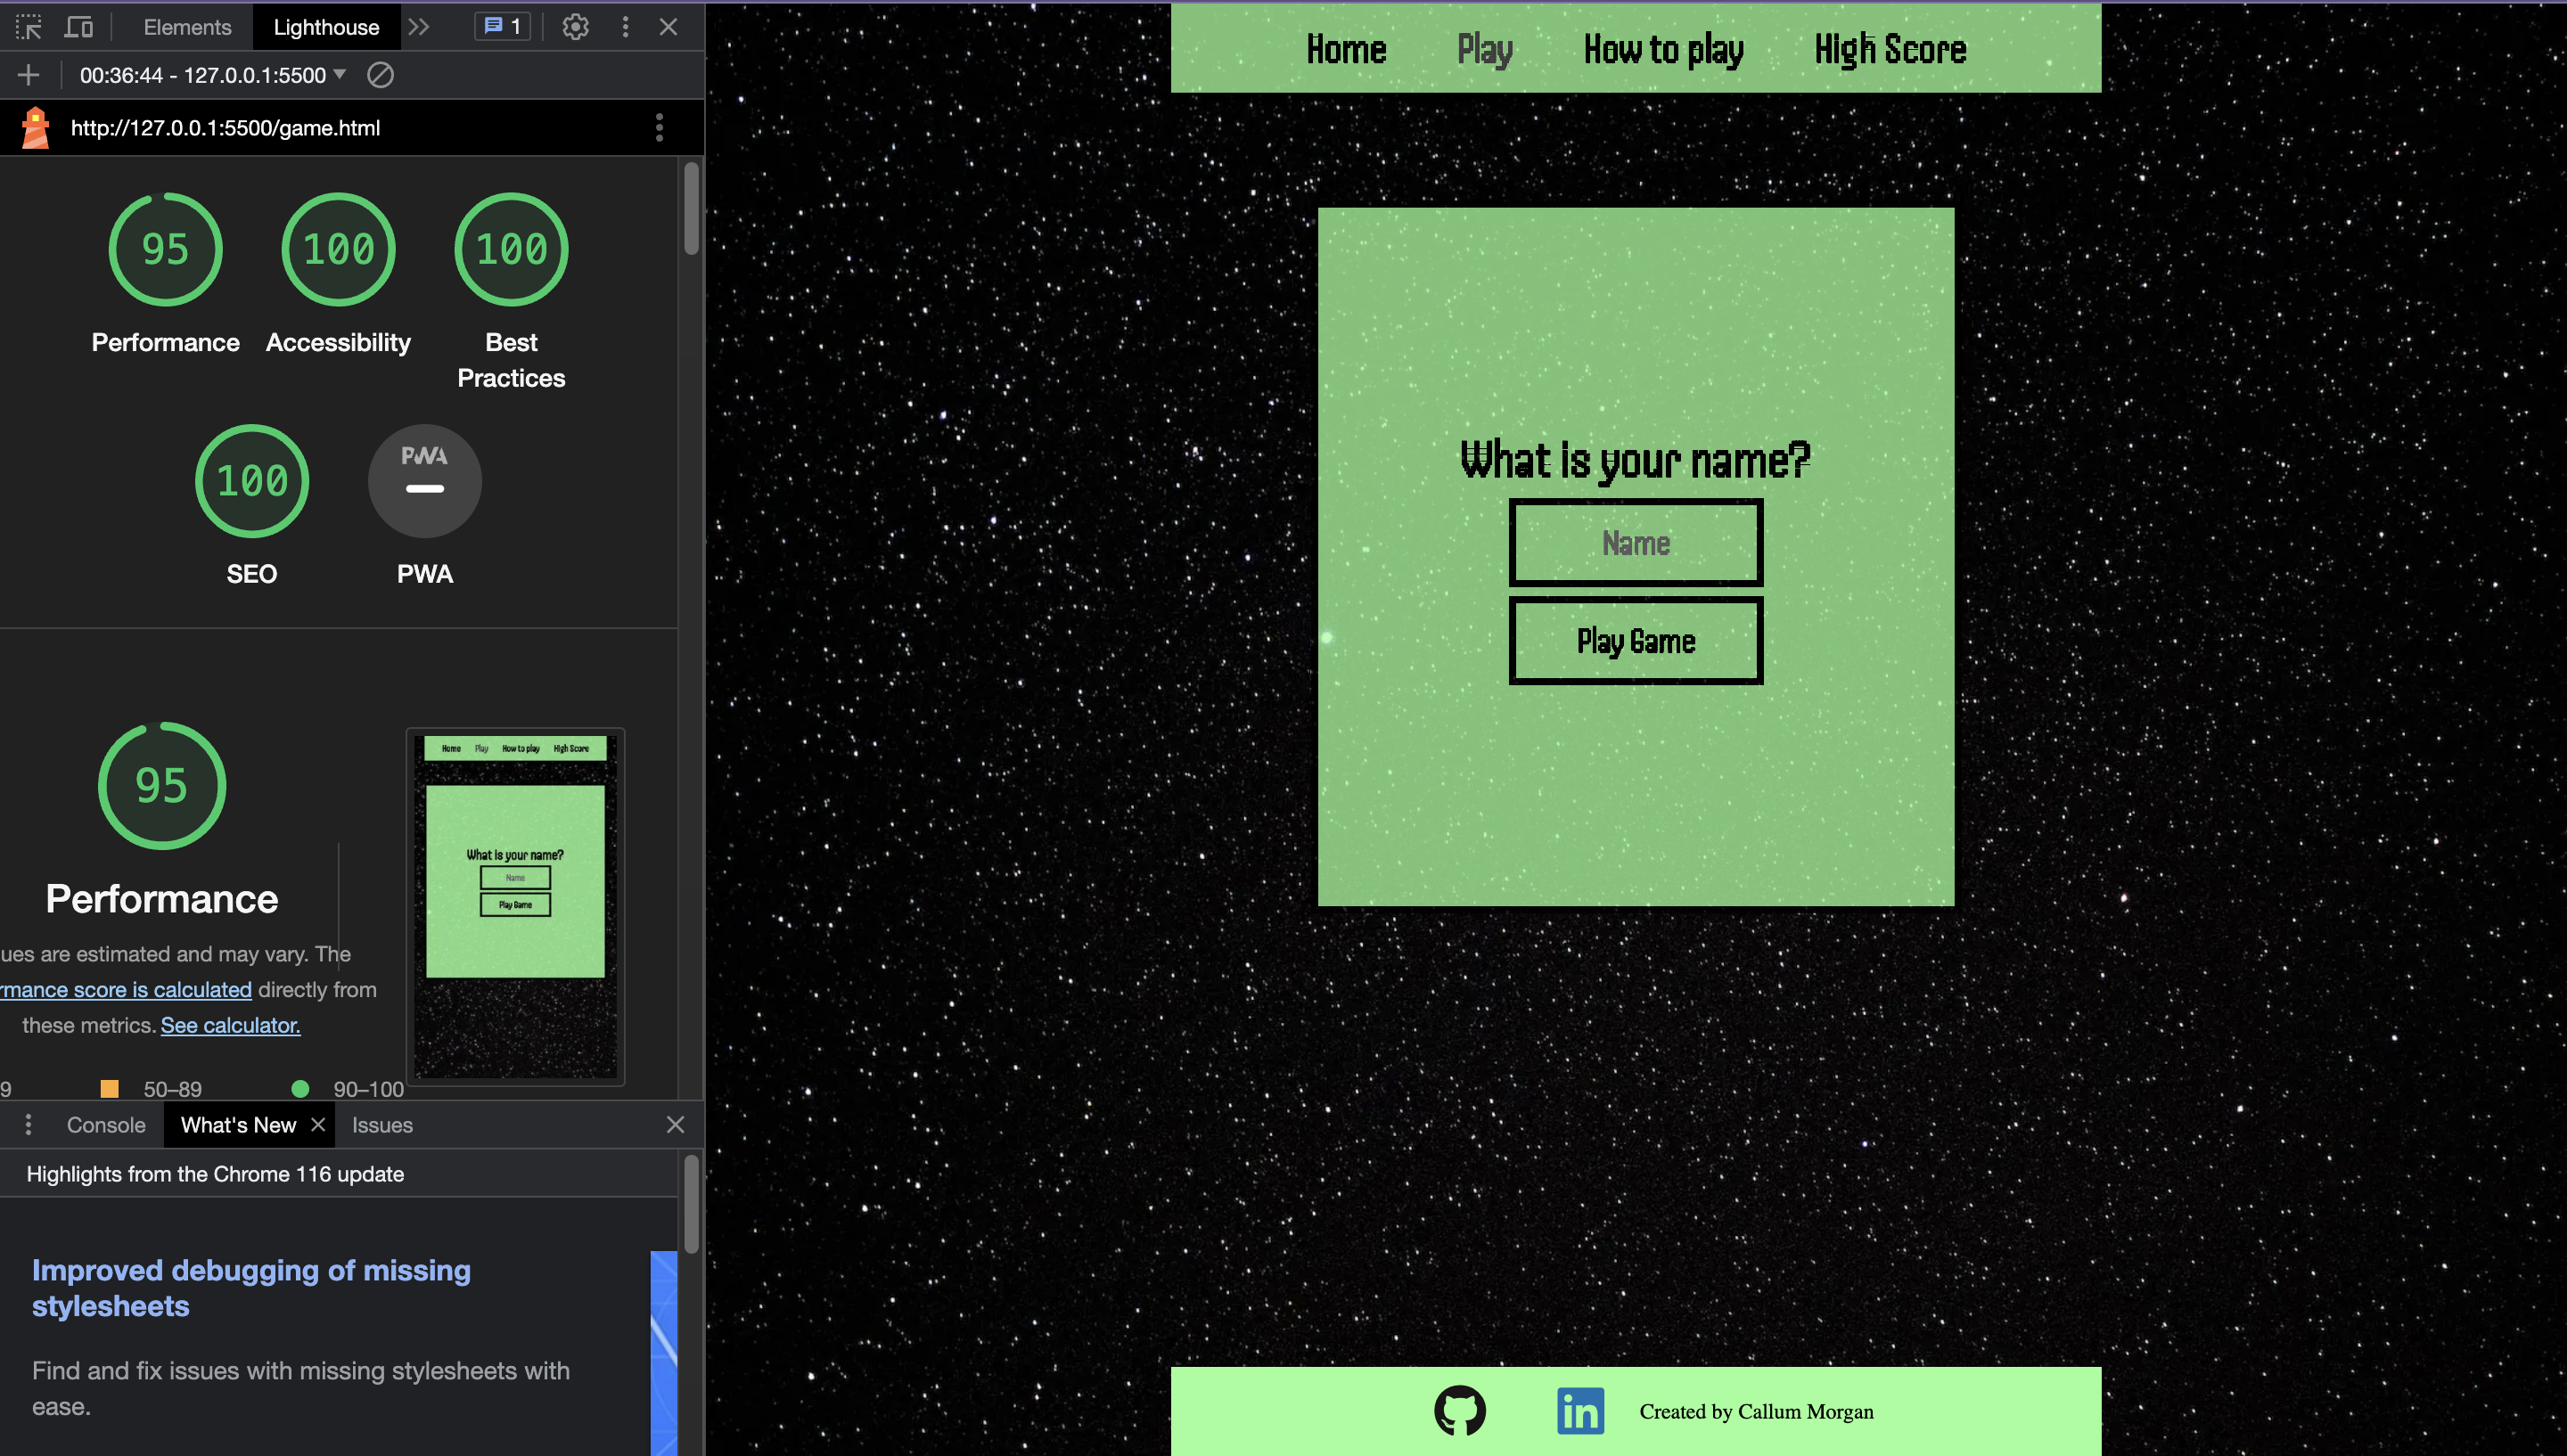 Elements
Lighthouse
1
00:36:44 - 127.0.0.1:5500
http://127.0.0.1:5500/game.html
95
100
100
Performance
Accessibility
Best
Practices
100
PWA
SEO
PWA
95
Performance
ues are estimated and may vary. The
rmance score is calculated directly from
these metrics. See calculator.
9
50–89
90–100
Home Play How to play High Score
What is your name?
Name
Play Game
Console
What's New
Issues
Highlights from the Chrome 116 update
Improved debugging of missing
stylesheets
Find and fix issues with missing stylesheets with
ease.
Home
Play
How to play
High Score
What is your name?
Name
Play Game
in
Created by Callum Morgan